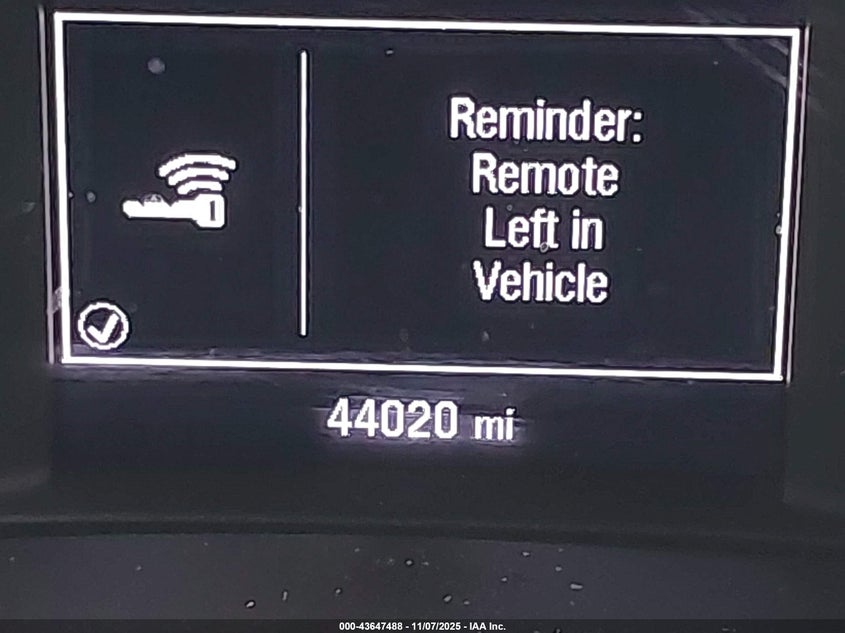 Reminder:
Remote
Left in
Vehicle
44020 mi
000-43647488 - 11/07/2025 - IAA Inc.